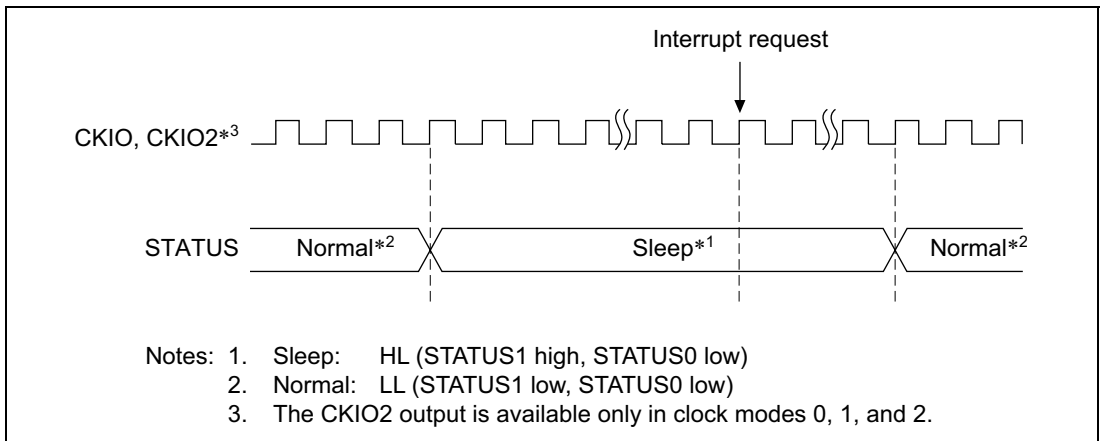 Interrupt request
CKIO, CKIO2*3
STATUS Normal*2 Sleep*1 Normal*2
Notes: 1. Sleep: HL (STATUS1 high, STATUS0 low)
2. Normal: LL (STATUS1 low, STATUS0 low)
3. The CKIO2 output is available only in clock modes 0, 1, and 2.